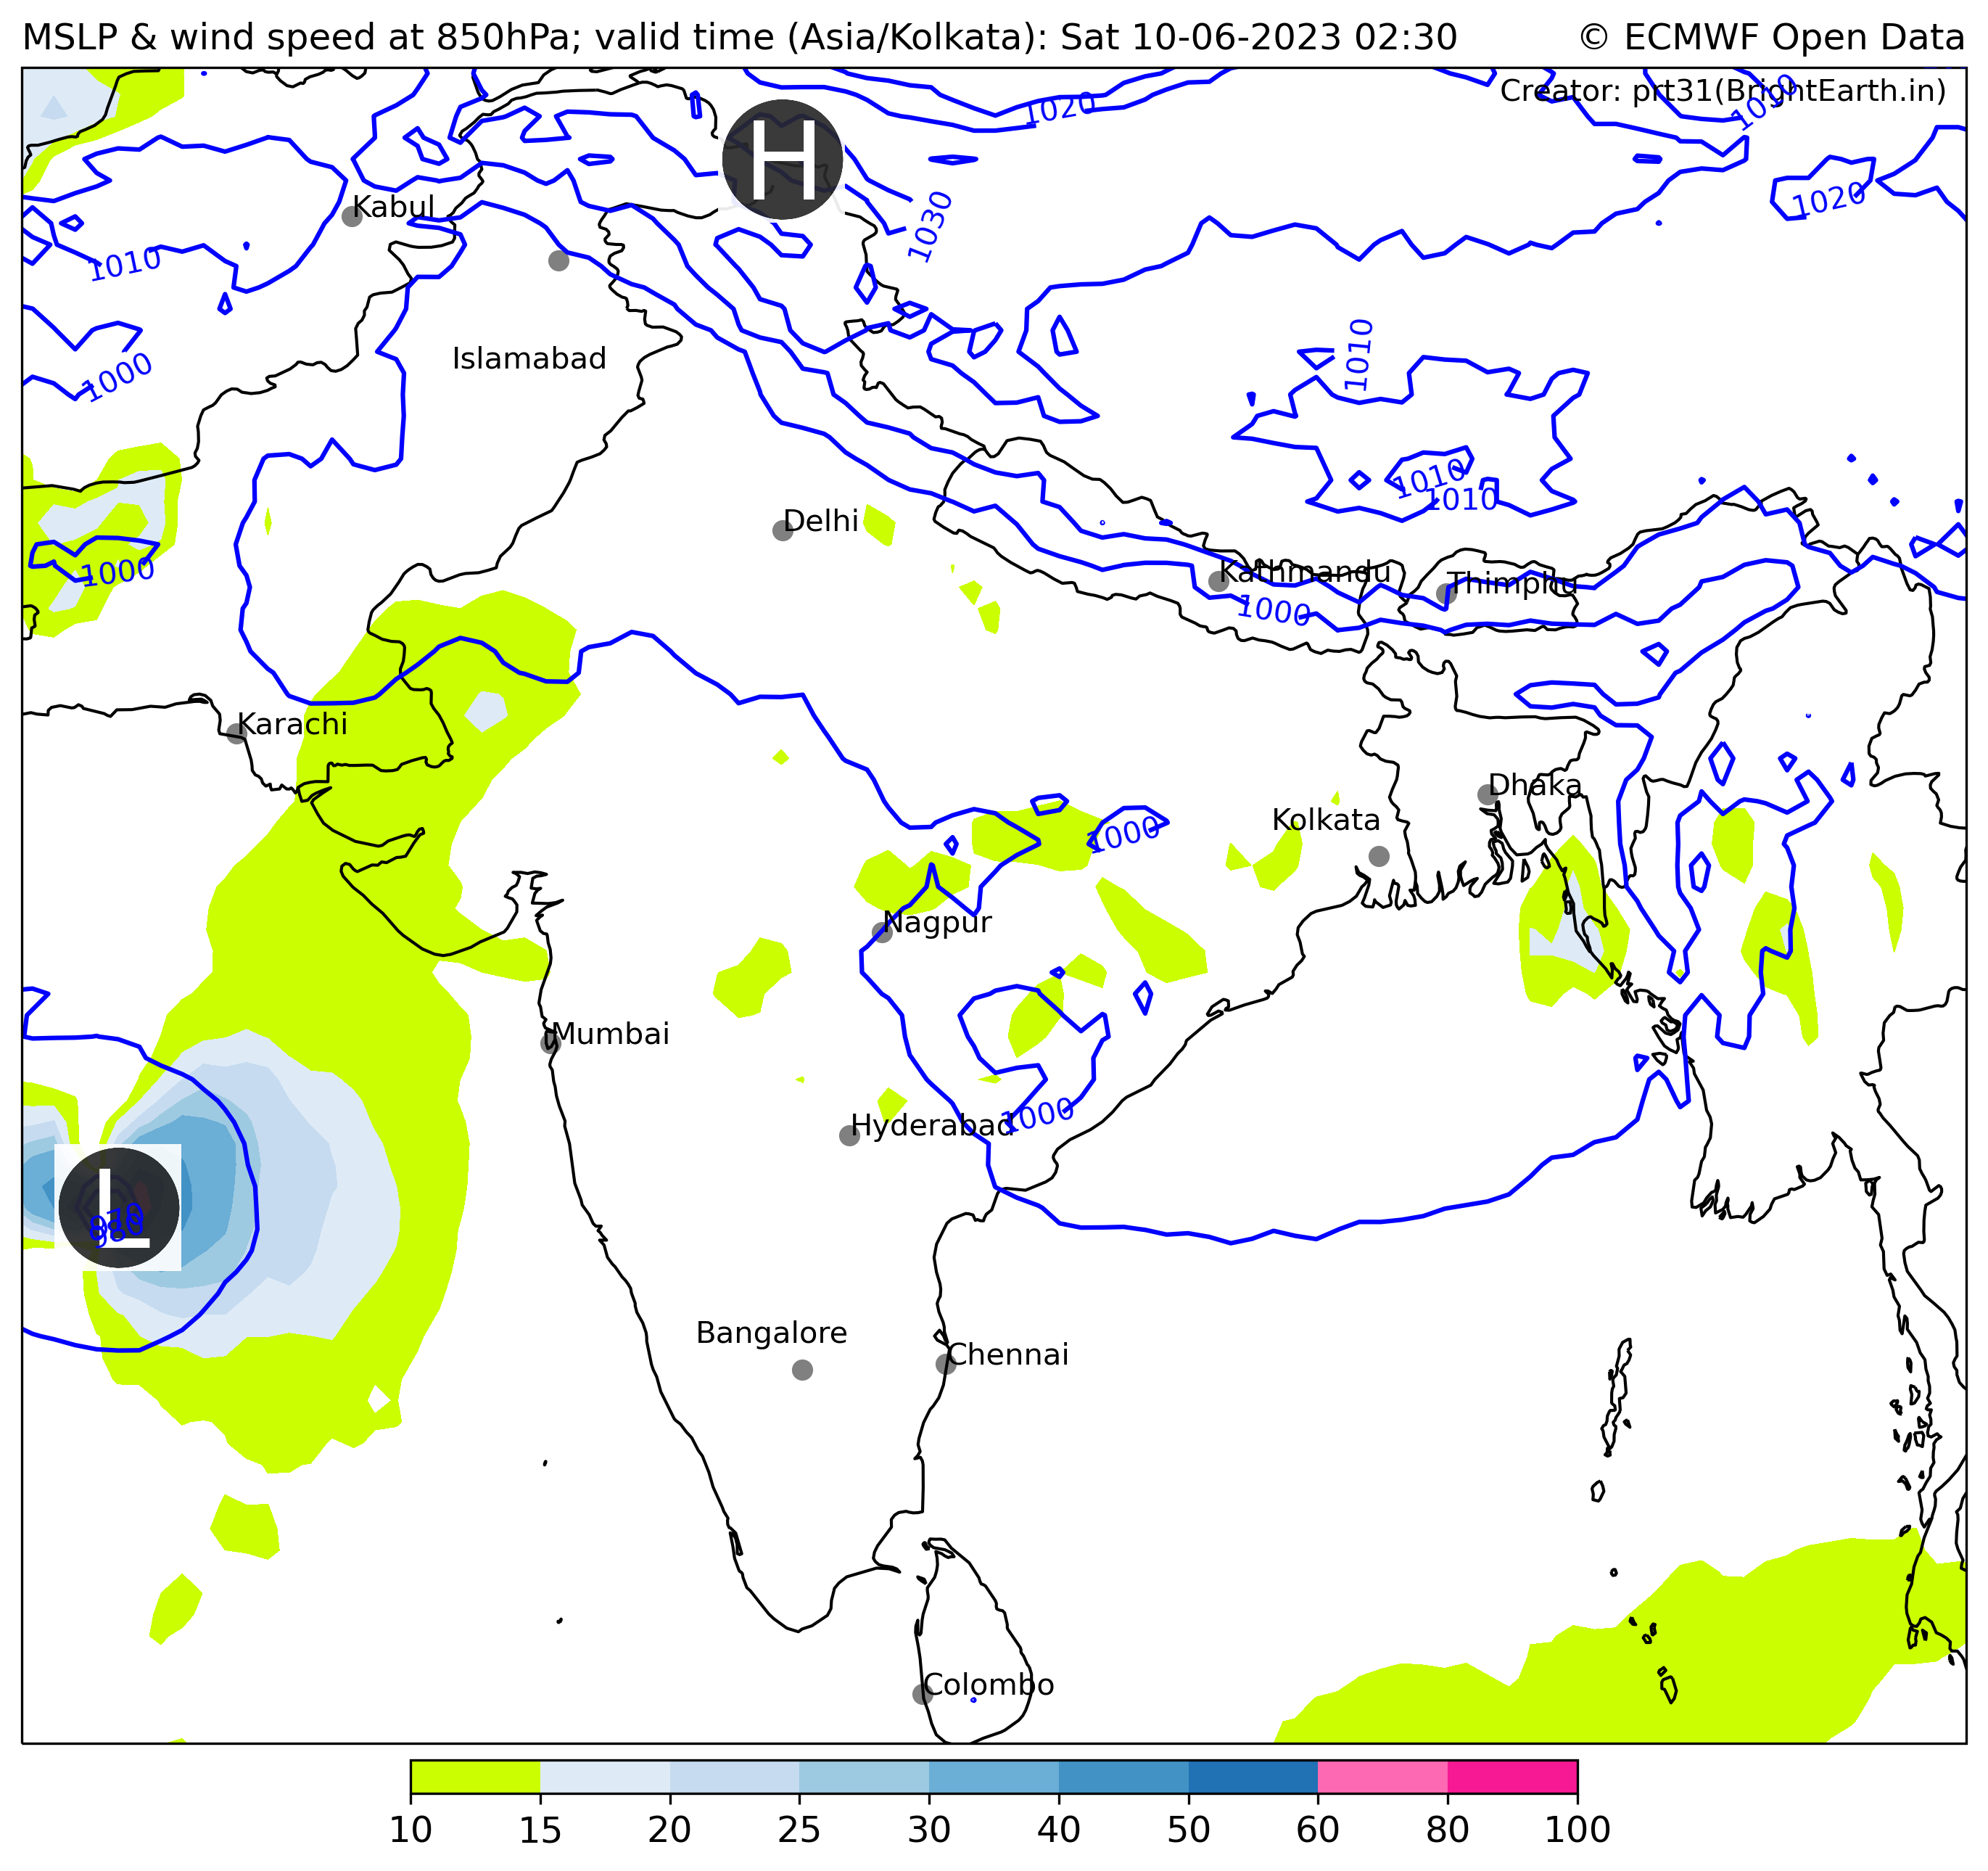 MSLP & wind speed at 850hPa; valid time (Asia/Kolkata): Sat 10-06-2023 02:30
© ECMWF Open Data
Creator: prt31(BrightEarth.in)
1020
1010
H
1020
Kabul
1030
1010
1010
Islamabad
1000
1010
1010
Delhi
1000
Kathmandu
Thimphu
1000
Karachi
Dhaka
Kolkata
1000
Nagpur
Mumbai
1000
Hyderabad
L
970
980
Bangalore
Chennai
Colombo
10 15 20 25 30 40 50 60 80 100